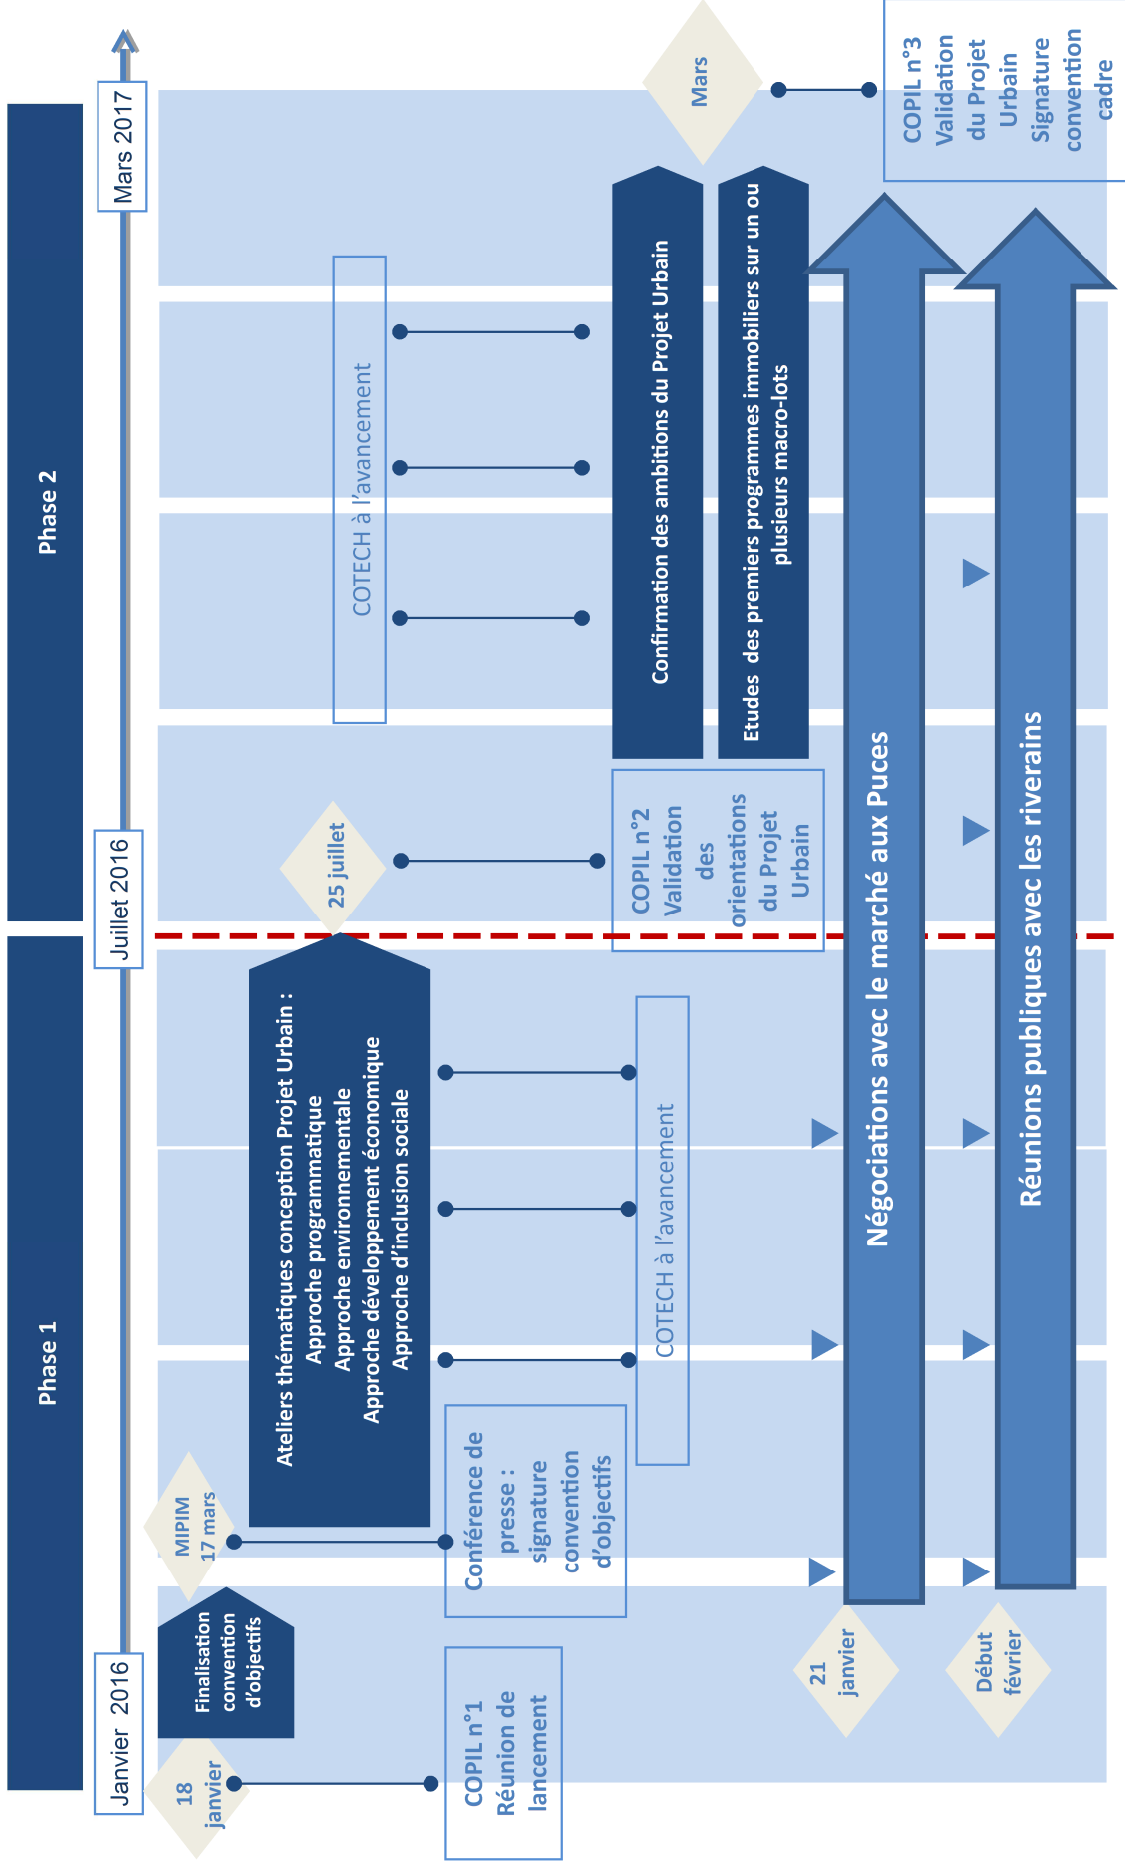 Phase 1
Phase 2
Janvier  2016
Juillet 2016
Mars 2017
18
janvier
Finalisation
convention
d'objectifs
MIPIM
17 mars
Ateliers thématiques conception Projet Urbain :
Approche programmatique
Approche environnementale
Approche développement économique
Approche d'inclusion sociale
25 juillet
COTECH à l'avancement
COPIL n°1
Réunion de
lancement
Conférence de
presse :
signature
convention
d'objectifs
COTECH à l'avancement
COPIL n°2
Validation
des
orientations
du Projet
Urbain
Confirmation des ambitions du Projet Urbain
Etudes  des premiers programmes immobiliers sur un ou
plusieurs macro-lots
Mars
21
janvier
Négociations avec le marché aux Puces
COPIL n°3
Validation
du Projet
Urbain
Signature
convention
cadre
Début
février
Réunions publiques avec les riverains